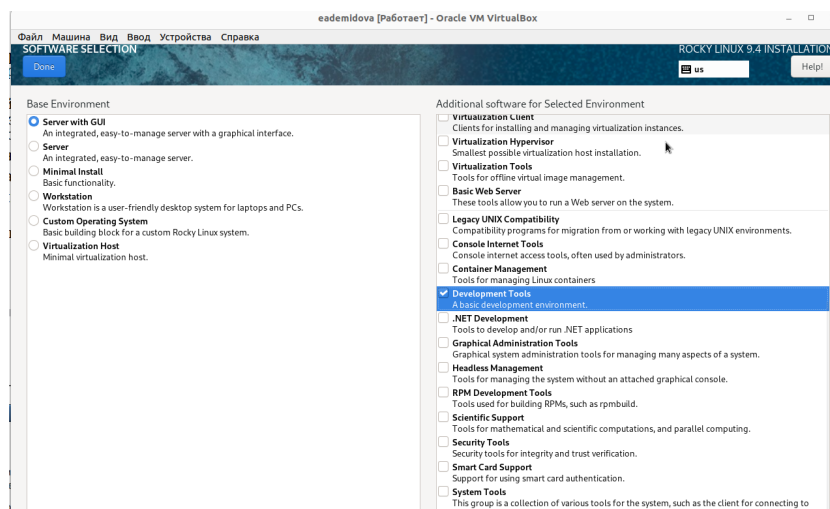 eademidova [Работает] - Oracle VM VirtualBox
Файл Машина Вид Ввод Устройства Справка
SOFTWARE SELECTION
ROCKY LINUX 9.4 INSTALLATION
Done
us
Help!
Base Environment
Server with GUI
An integrated, easy-to-manage server with a graphical interface.
Server
An integrated, easy-to-manage server.
Minimal Install
Basic functionality.
Workstation
Workstation is a user-friendly desktop system for laptops and PCs.
Custom Operating System
Basic building block for a custom Rocky Linux system.
Virtualization Host
Minimal virtualization host.
Additional software for Selected Environment
Virtualization Client
Clients for installing and managing virtualization instances.
Virtualization Hypervisor
Smallest possible virtualization host installation.
Virtualization Tools
Tools for offline virtual image management.
Basic Web Server
These tools allow you to run a Web server on the system.
Legacy UNIX Compatibility
Compatibility programs for migration from or working with legacy UNIX environments.
Console Internet Tools
Console internet access tools, often used by administrators.
Container Management
Tools for managing Linux containers
Development Tools
A basic development environment.
.NET Development
Tools to develop and/or run .NET applications
Graphical Administration Tools
Graphical system administration tools for managing many aspects of a system.
Headless Management
Tools for managing the system without an attached graphical console.
RPM Development Tools
Tools used for building RPMs, such as rpmbuild.
Scientific Support
Tools for mathematical and scientific computations, and parallel computing.
Security Tools
Security tools for integrity and trust verification.
Smart Card Support
Support for using smart card authentication.
System Tools
This group is a collection of various tools for the system, such as the client for connecting to